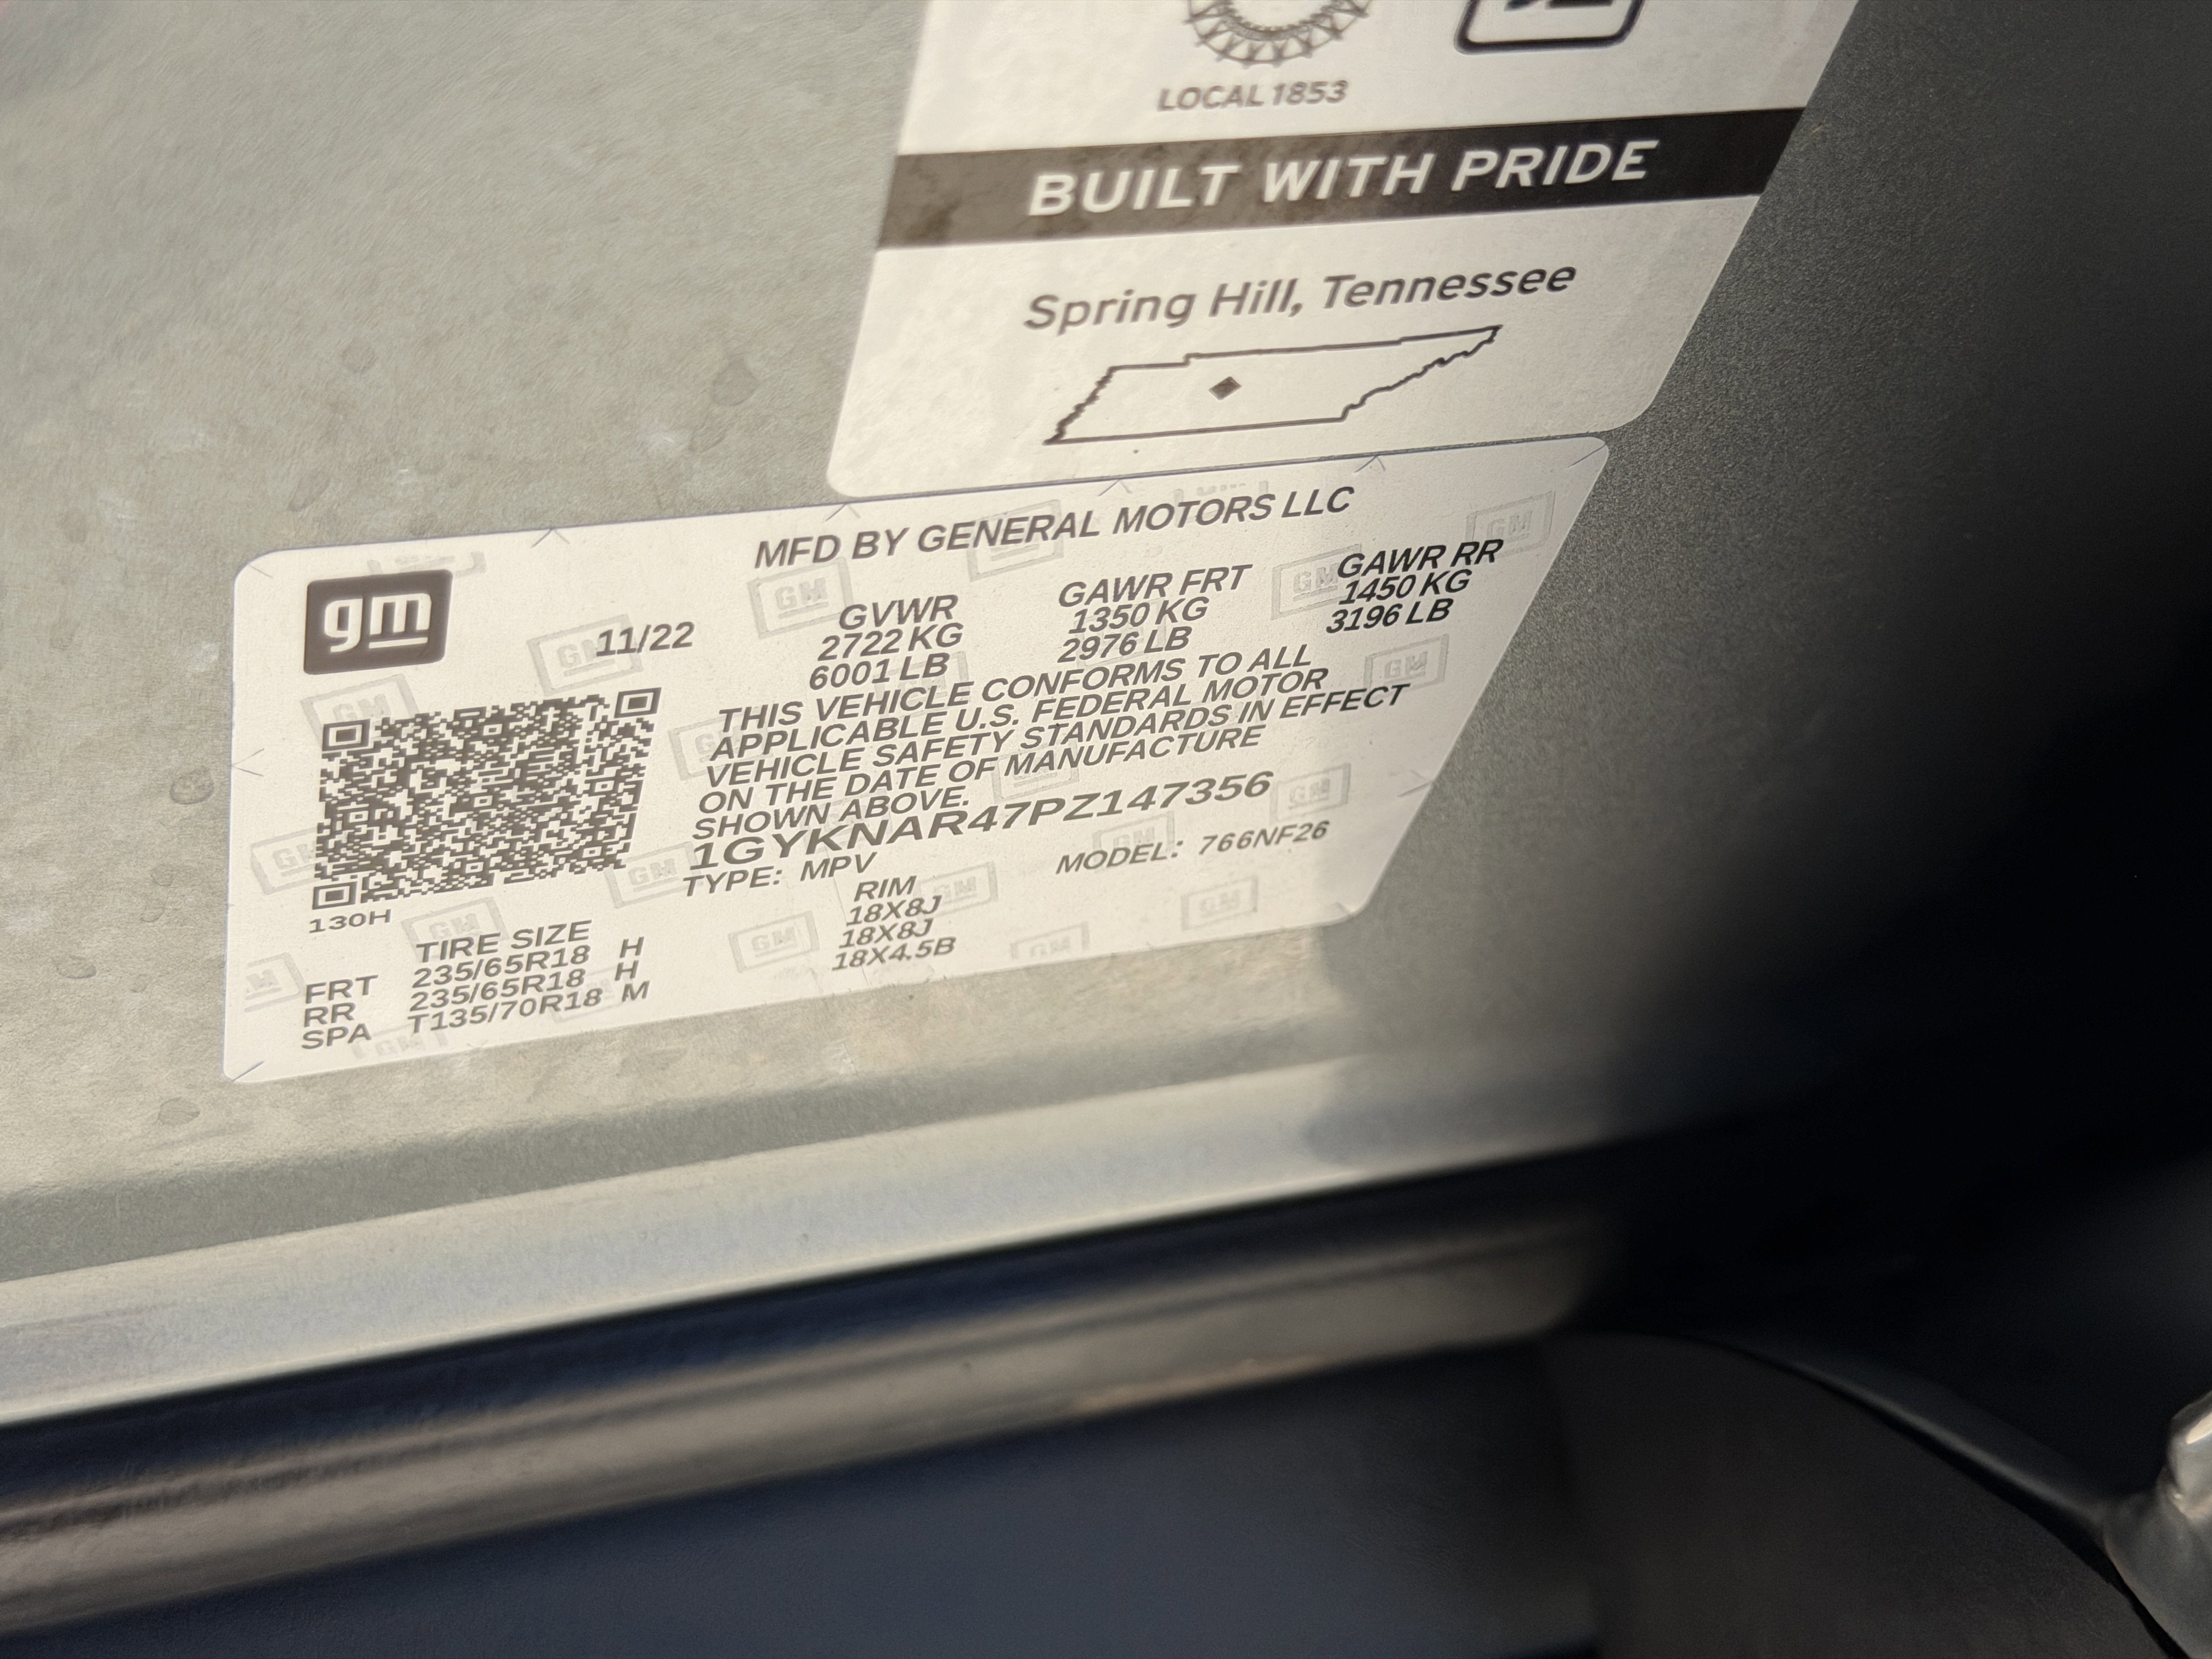 LOCAL 1853
BUILT WITH PRIDE
Spring Hill, Tennessee
MFD BY GENERAL MOTORS LLC
gm
11/22
GVWR
2722 KG
6001 LB
GAWR FRT
1350 KG
2976 LB
GAWR RR
1450 KG
3196 LB
THIS VEHICLE CONFORMS TO ALL
APPLICABLE U.S. FEDERAL MOTOR
VEHICLE SAFETY STANDARDS IN EFFECT
ON THE DATE OF MANUFACTURE
SHOWN ABOVE.
1GYKNAR47PZ147356
TYPE: MPV MODEL: 766NF26
130H
TIRE SIZE RIM
FRT 235/65R18 H 18X8J
RR 235/65R18 H 18X8J
SPA T135/70R18 M 18X4.5B